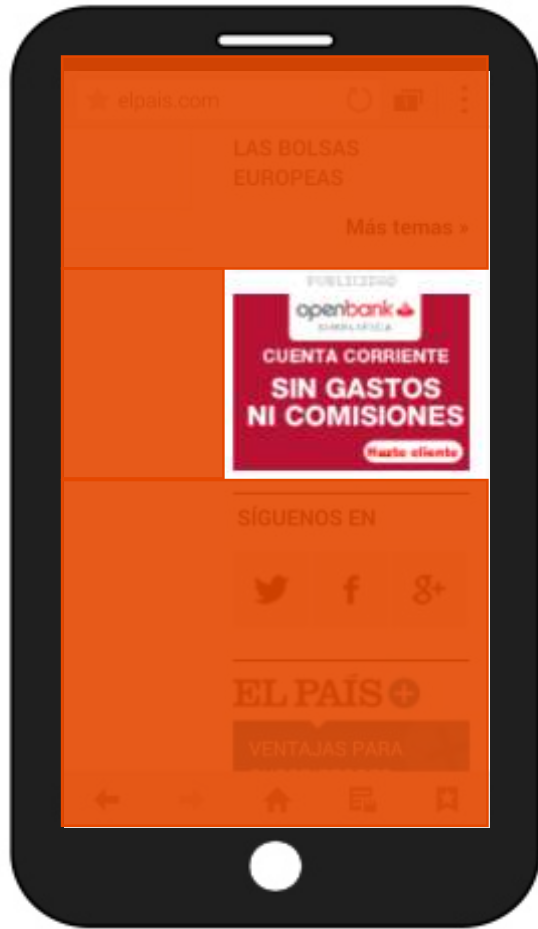 elpais.com
LAS BOLSAS
EUROPEAS
Más temas »
PUBLICIDAD
openbank
CUENTA CORRIENTE
SIN GASTOS
NI COMISIONES
Hazte cliente
SÍGUENOS EN
f
8+
EL PAÍS+
VENTAJAS PARA